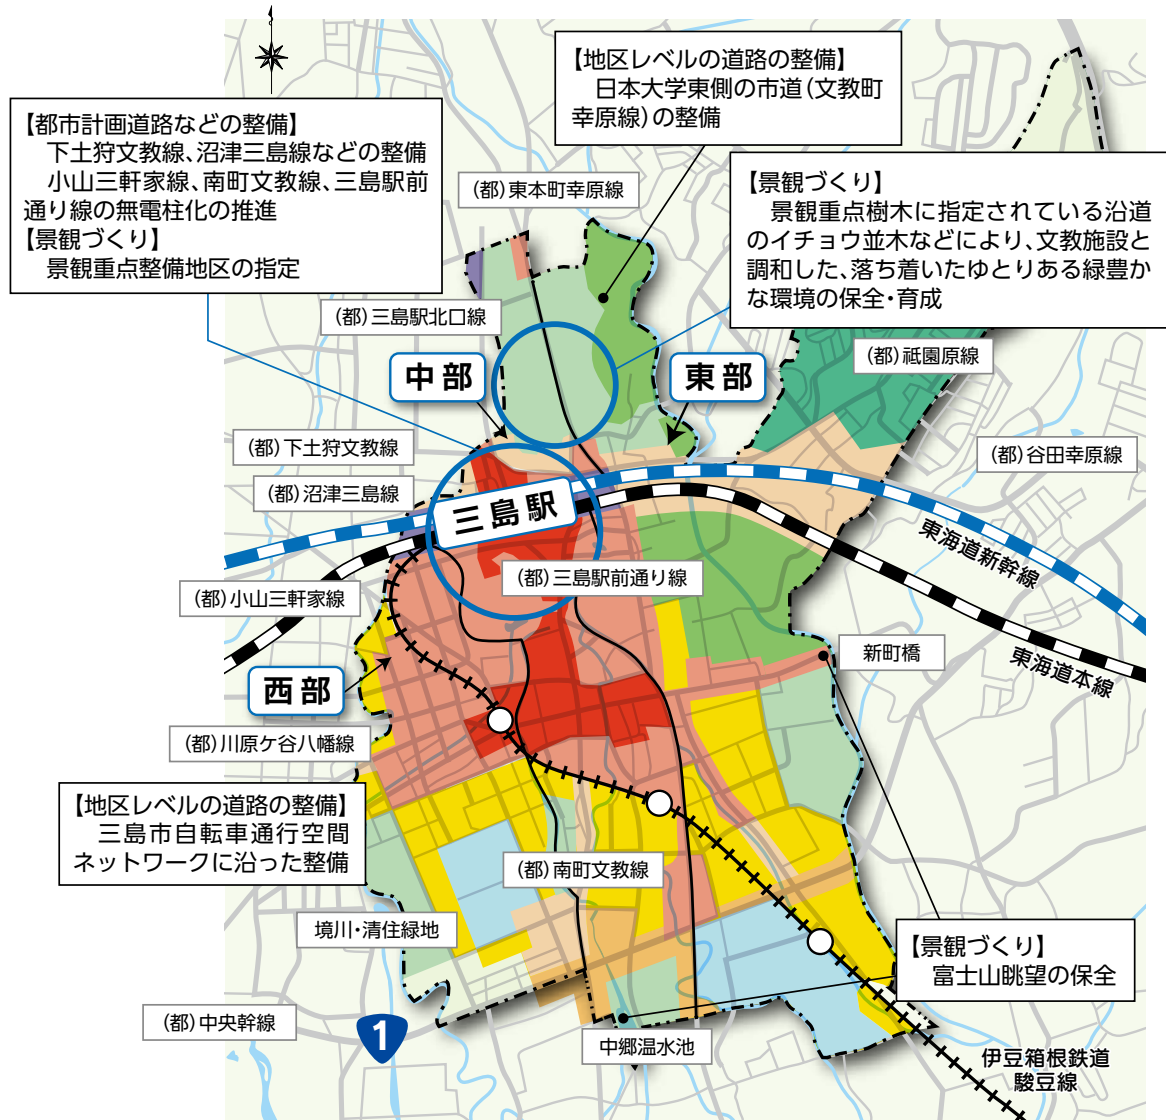 【地区レベルの道路の整備】
日本大学東側の市道(文教町
幸原線)の整備
【都市計画道路などの整備】
下土狩文教線、沼津三島線などの整備
小山三軒家線、南町文教線、三島駅前
通り線の無電柱化の推進
【景観づくり】
景観重点整備地区の指定
【景観づくり】
景観重点樹木に指定されている沿道
のイチョウ並木などにより、文教施設と
調和した、落ち着いたゆとりある緑豊か
な環境の保全・育成
(都)東本町幸原線
(都)三島駅北口線
(都)祗園原線
中部
東部
(都)下土狩文教線
(都)谷田幸原線
(都)沼津三島線
三島駅
東海道新幹線
(都)三島駅前通り線
(都)小山三軒家線
新町橋
東海道本線
西部
(都)川原ケ谷八幡線
【地区レベルの道路の整備】
三島市自転車通行空間
ネットワークに沿った整備
(都)南町文教線
境川・清住緑地
【景観づくり】
富士山眺望の保全
(都)中央幹線
1
中郷温水池
伊豆箱根鉄道
駿豆線